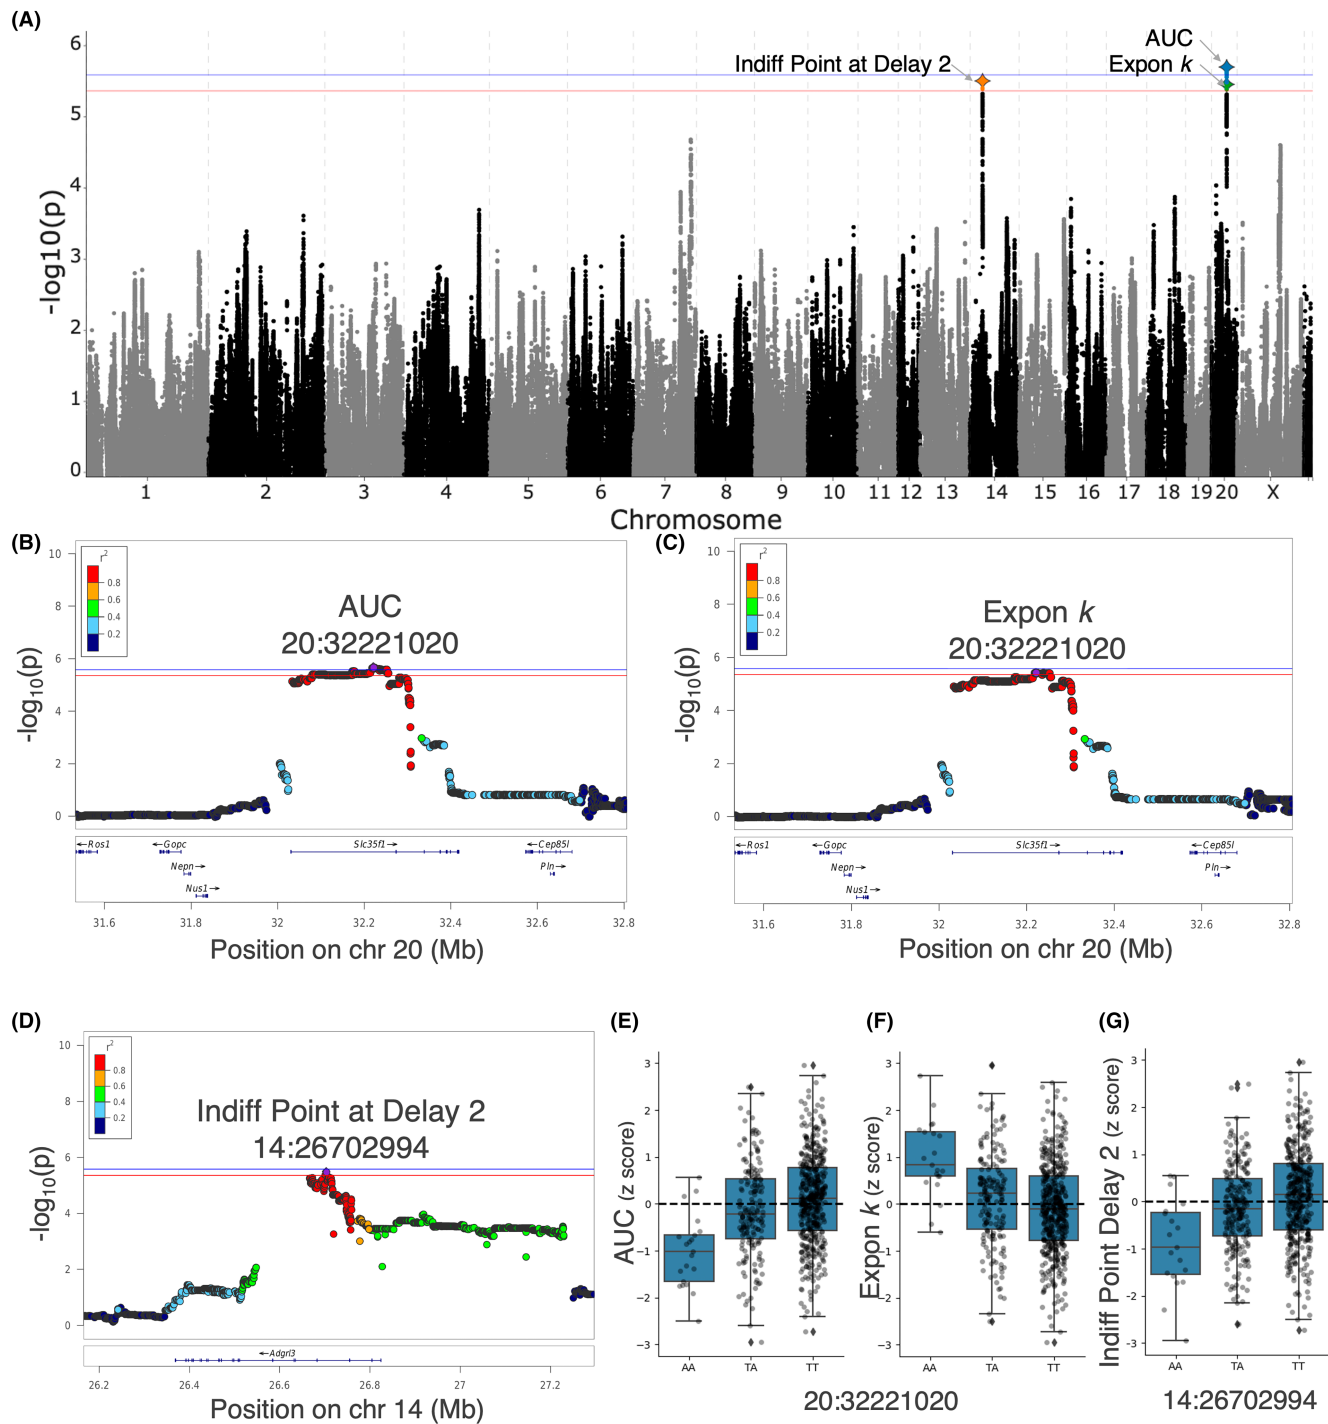 (A)
AUC
Indiff Point at Delay 2
Expon k
6
5
4
3
2
1
0
-log10(p)
1 2 3 4 5 6 7 8 9 10 11 12 13 14 15 16 17 18 19 20 X
Chromosome
(B)
r²
0.8
0.6
0.4
0.2
AUC
20:32221020
10
8
6
4
2
0
-log10(p)
←Ros1
←Gopc
Slc35f1→
←Cep85l
Nepn→
Pln→
Nus1→
31.6 31.8 32 32.2 32.4 32.6 32.8
Position on chr 20 (Mb)
(C)
r²
0.8
0.6
0.4
0.2
Expon k
20:32221020
10
8
6
4
2
0
-log10(p)
←Ros1
←Gopc
Slc35f1→
←Cep85l
Nepn→
Pln→
Nus1→
31.6 31.8 32 32.2 32.4 32.6 32.8
Position on chr 20 (Mb)
(D)
r²
0.8
0.6
0.4
0.2
Indiff Point at Delay 2
14:26702994
10
8
6
4
2
0
-log10(p)
←Adgrl3
26.2 26.4 26.6 26.8 27 27.2
Position on chr 14 (Mb)
(E)
AUC (z score)
3
2
1
0
−1
−2
−3
AA TA TT
(F)
Expon k (z score)
3
2
1
0
−1
−2
−3
AA TA TT
20:32221020
(G)
Indiff Point Delay 2 (z score)
3
2
1
0
−1
−2
−3
AA TA TT
14:26702994